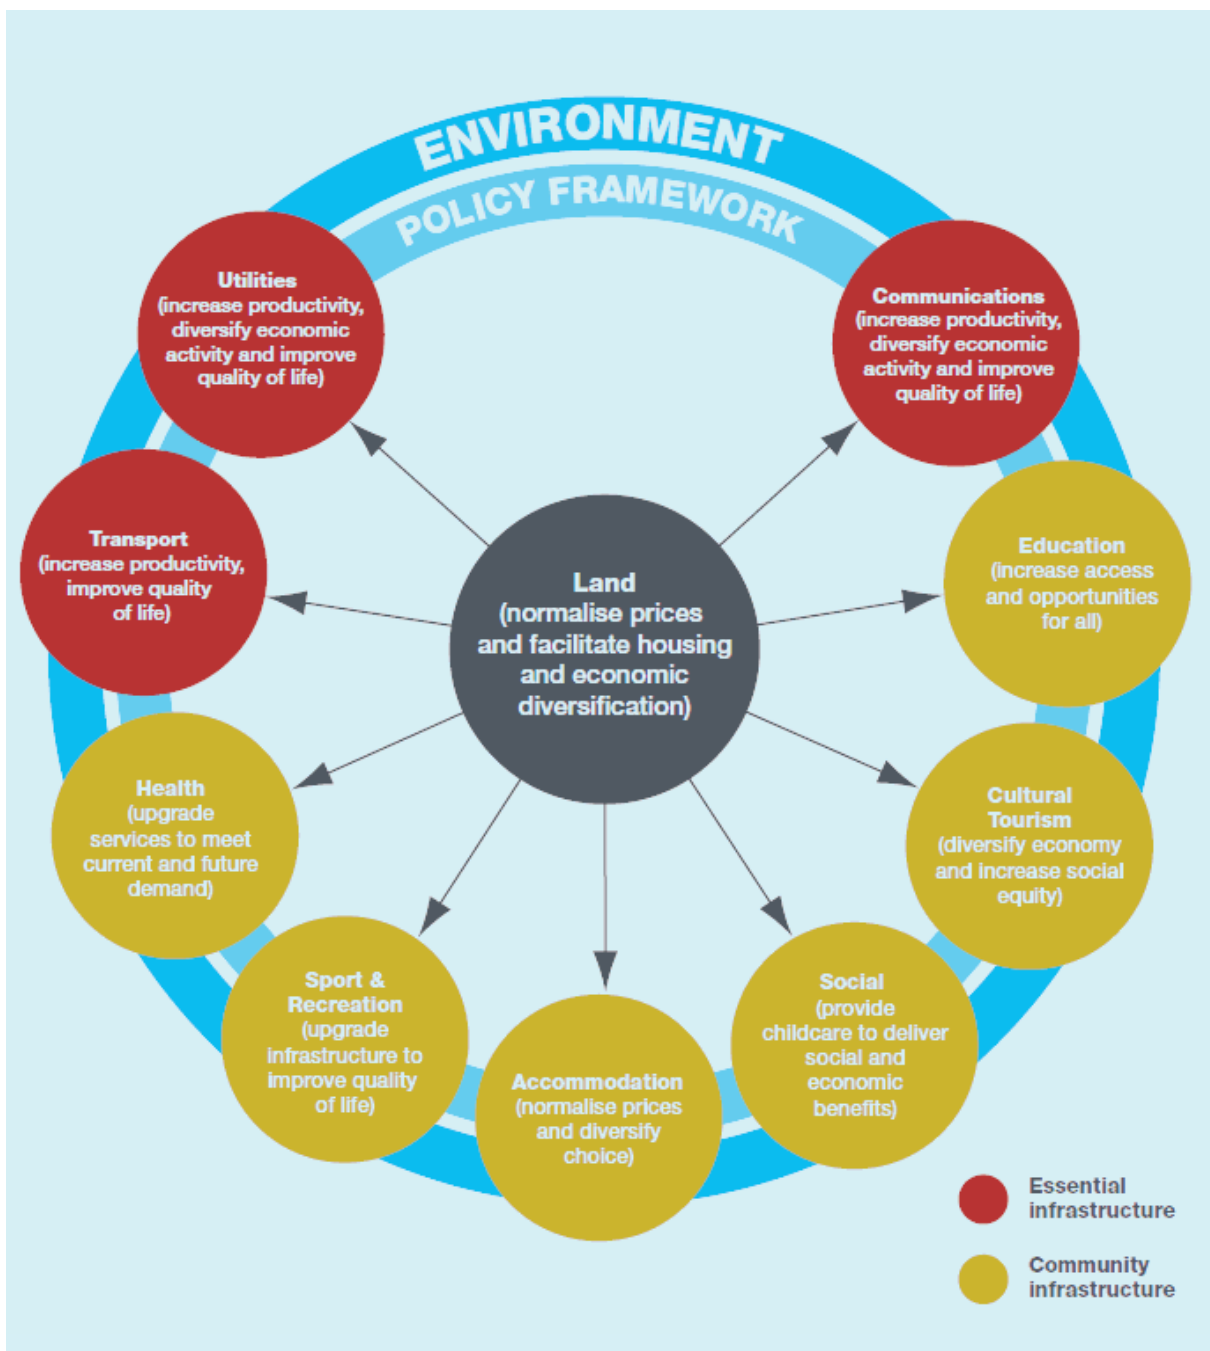 ENVIRONMENT
POLICY FRAMEWORK
Utilities
(increase productivity,
diversify economic
activity and improve
quality of life)
Communications
(increase productivity,
diversify economic
activity and improve
quality of life)
Transport
(increase productivity,
improve quality
of life)
Land
(normalise prices
and facilitate housing
and economic
diversification)
Education
(increase access
and opportunities
for all)
Health
(upgrade
services to meet
current and future
demand)
Cultural
Tourism
(diversify economy
and increase social
equity)
Sport &
Recreation
(upgrade
infrastructure to
improve quality
of life)
Accommodation
(normalise prices
and diversify
choice)
Social
(provide
childcare to deliver
social and
economic
benefits)
Essential
infrastructure
Community
infrastructure